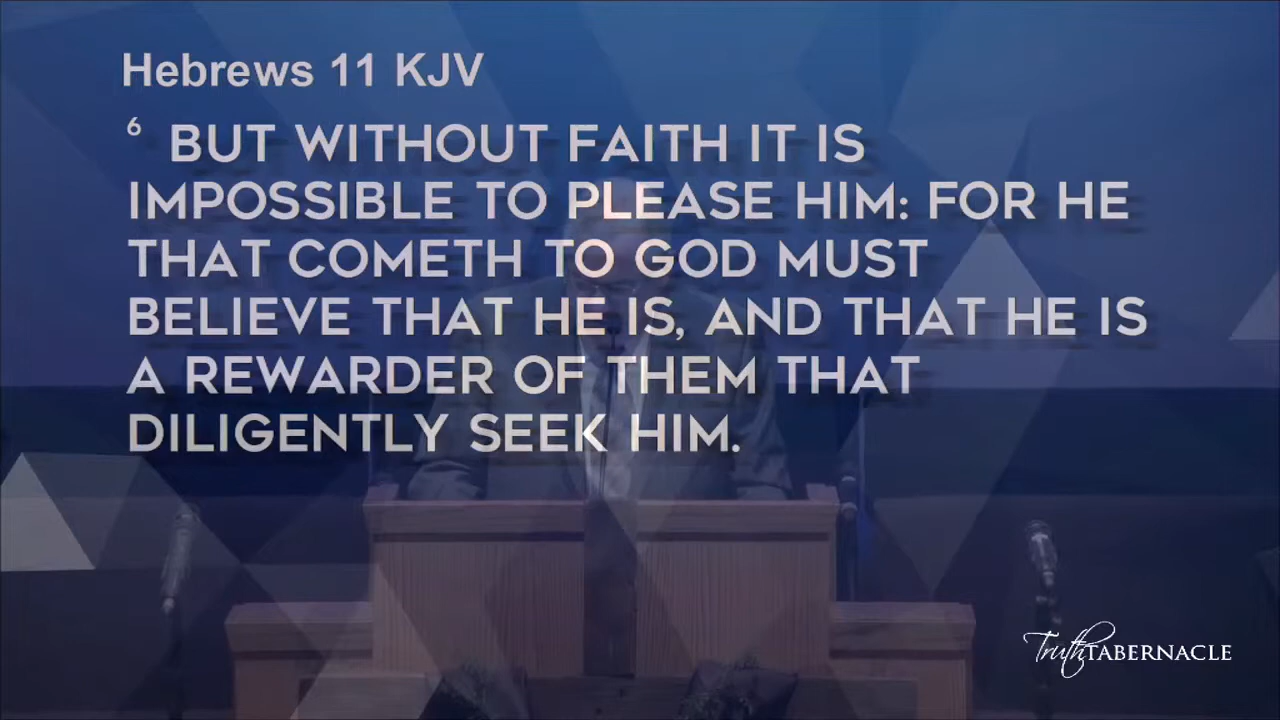 Hebrews 11 KJV
6 BUT WITHOUT FAITH IT IS
IMPOSSIBLE TO PLEASE HIM: FOR HE
THAT COMETH TO GOD MUST
BELIEVE THAT HE IS, AND THAT HE IS
A REWARDER OF THEM THAT
DILIGENTLY SEEK HIM.
TruthTABERNACLE